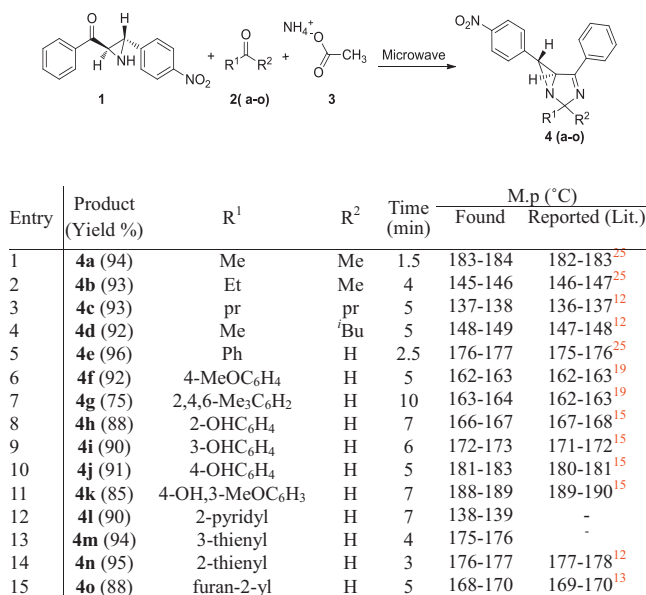 O H NH₄⁺ O₂N
O⁻ O Microwave
H NH NO₂ + R¹ R² + O CH₃ H N N
R¹ R²
1 2( a-o) 3 4 (a-o)
Entry Product (Yield %) R¹ R² Time (min) M.p (˚C) Found Reported (Lit.)
1 4a (94) Me Me 1.5 183-184 182-183²⁵
2 4b (93) Et Me 4 145-146 146-147²⁵
3 4c (93) pr pr 5 137-138 136-137¹²
4 4d (92) Me ⁱBu 5 148-149 147-148¹²
5 4e (96) Ph H 2.5 176-177 175-176²⁵
6 4f (92) 4-MeOC₆H₄ H 5 162-163 162-163¹⁹
7 4g (75) 2,4,6-Me₃C₆H₂ H 10 163-164 162-163¹⁹
8 4h (88) 2-OHC₆H₄ H 7 166-167 167-168¹⁵
9 4i (90) 3-OHC₆H₄ H 6 172-173 171-172¹⁵
10 4j (91) 4-OHC₆H₄ H 5 181-183 180-181¹⁵
11 4k (85) 4-OH,3-MeOC₆H₃ H 7 188-189 189-190¹⁵
12 4l (90) 2-pyridyl H 7 138-139 -
13 4m (94) 3-thienyl H 4 175-176 -
14 4n (95) 2-thienyl H 3 176-177 177-178¹²
15 4o (88) furan-2-yl H 5 168-170 169-170¹³